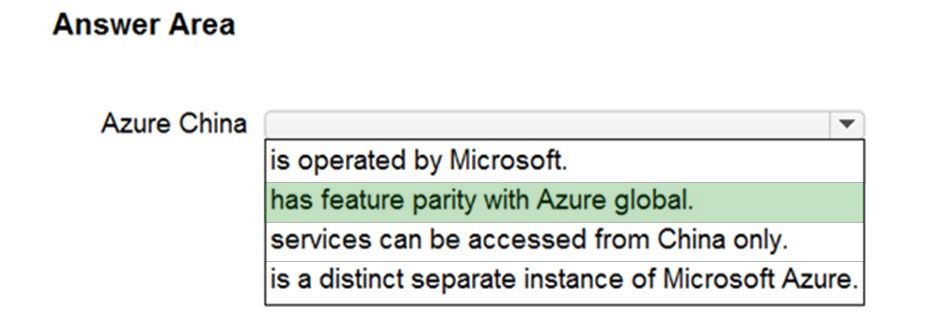 Answer Area
Azure China
is operated by Microsoft.
has feature parity with Azure global.
services can be accessed from China only.
is a distinct separate instance of Microsoft Azure.